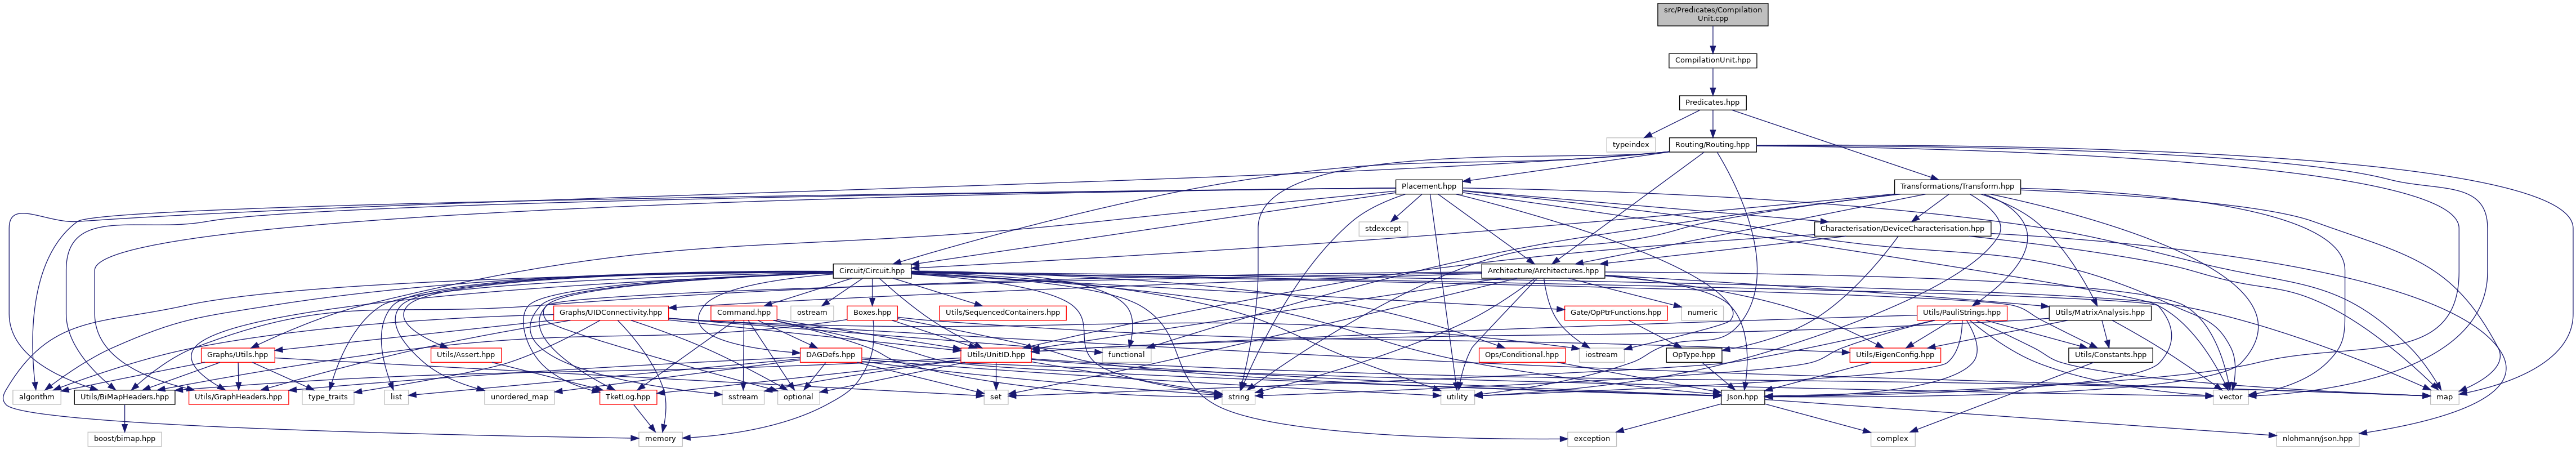 src/Predicates/Compilation
Unit.cpp
CompilationUnit.hpp
Predicates.hpp
typeindex
Routing/Routing.hpp
Placement.hpp
Transformations/Transform.hpp
stdexcept
Characterisation/DeviceCharacterisation.hpp
Circuit/Circuit.hpp
Architecture/Architectures.hpp
Graphs/UIDConnectivity.hpp
Command.hpp
ostream
Boxes.hpp
Utils/SequencedContainers.hpp
Gate/OpPtrFunctions.hpp
numeric
Utils/PauliStrings.hpp
Utils/MatrixAnalysis.hpp
Graphs/Utils.hpp
Utils/Assert.hpp
DAGDefs.hpp
Utils/UnitID.hpp
functional
Ops/Conditional.hpp
iostream
OpType.hpp
Utils/EigenConfig.hpp
Utils/Constants.hpp
algorithm
Utils/BiMapHeaders.hpp
Utils/GraphHeaders.hpp
type_traits
list
unordered_map
TketLog.hpp
sstream
optional
set
string
utility
Json.hpp
vector
map
boost/bimap.hpp
memory
exception
complex
nlohmann/json.hpp